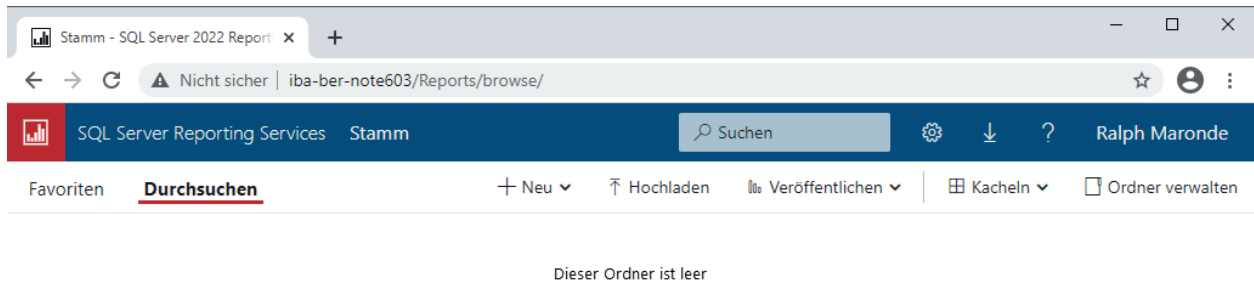 Stamm - SQL Server 2022 Report
Nicht sicher | iba-ber-note603/Reports/browse/
SQL Server Reporting Services Stamm Suchen ? Ralph Maronde
Favoriten Durchsuchen + Neu Hochladen Veröffentlichen Kacheln Ordner verwalten
Dieser Ordner ist leer